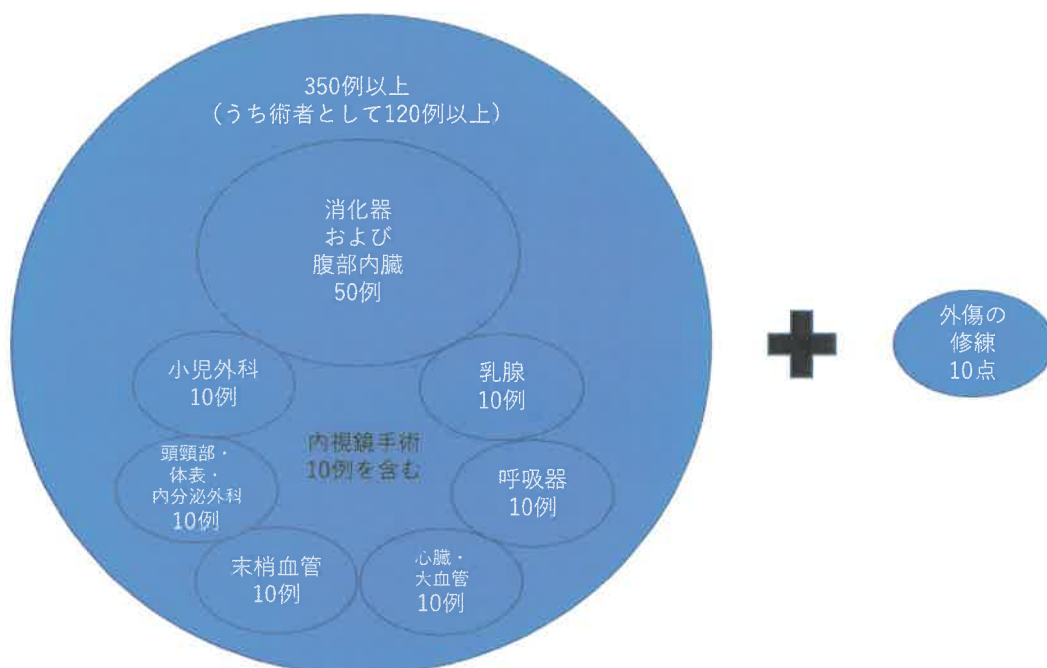 350例以上
（うち術者として120例以上）
消化器
および
腹部内臓
50例
小児外科
10例
乳腺
10例
内視鏡手術
10例を含む
頭頸部・
体表・
内分泌外科
10例
呼吸器
10例
末梢血管
10例
心臓・
大血管
10例
外傷の
修練
10点